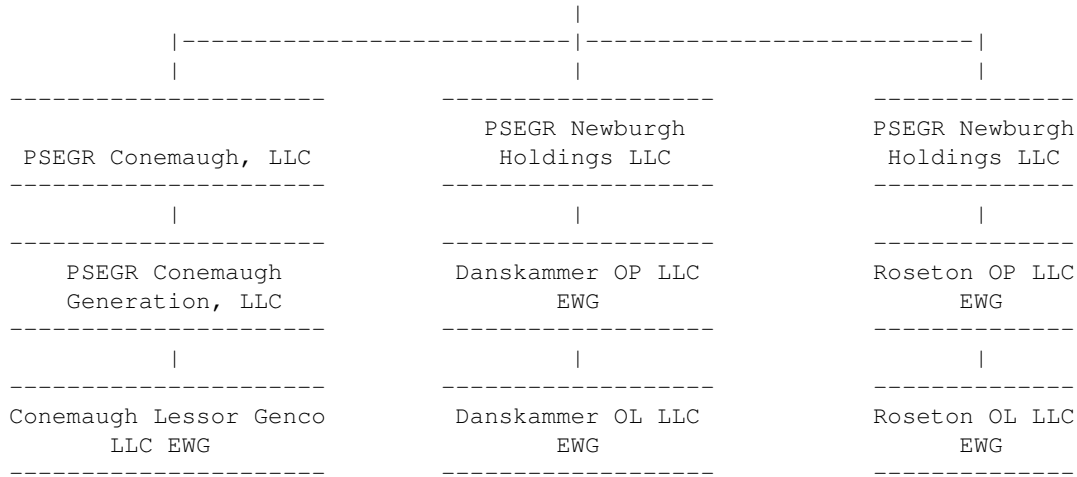 PSEGR Conemaugh, LLC
PSEGR Newburgh
Holdings LLC
PSEGR Newburgh
Holdings LLC
PSEGR Conemaugh
Generation, LLC
Danskammer OP LLC
EWG
Roseton OP LLC
EWG
Conemaugh Lessor Genco
LLC EWG
Danskammer OL LLC
EWG
Roseton OL LLC
EWG